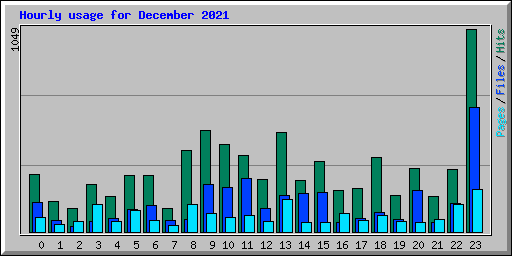 Hourly usage for December 2021
1049
Pages / Files / Hits
0 1 2 3 4 5 6 7 8 9 10 11 12 13 14 15 16 17 18 19 20 21 22 23